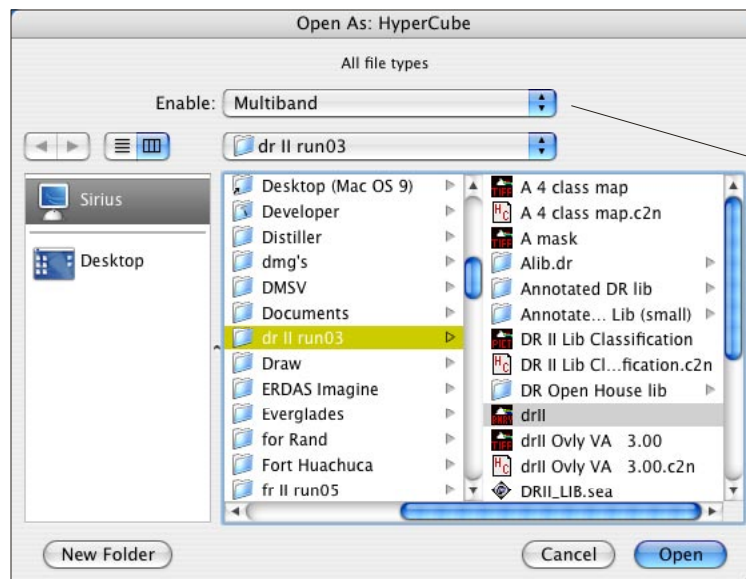 Open As: HyperCube
All file types
Enable: Multiband
dr II run03
Sirius
Desktop
Desktop (Mac OS 9)
Developer
Distiller
dmg's
DMSV
Documents
dr II run03
Draw
ERDAS Imagine
Everglades
for Rand
Fort Huachuca
fr II run05
A 4 class map
A 4 class map.c2n
A mask
Alib.dr
Annotated DR lib
Annotate... Lib (small)
DR II Lib Classification
DR II Lib Cl...fication.c2n
DR Open House lib
drII
drII Ovly VA 3.00
drII Ovly VA 3.00.c2n
DRII_LIB.sea
New Folder
Cancel
Open